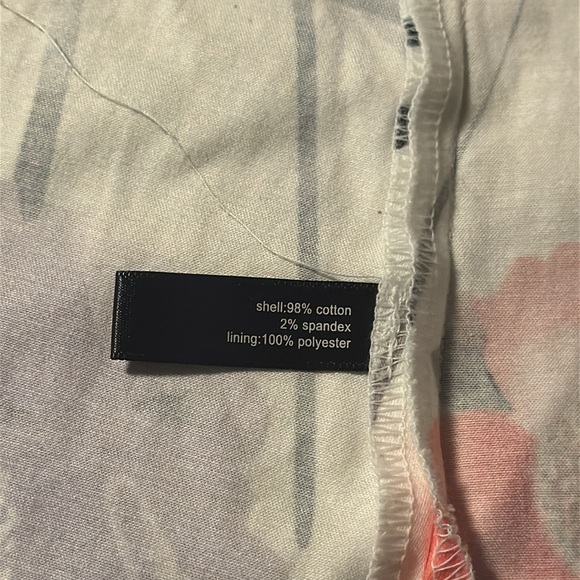 shell:98% cotton
2% spandex
lining:100% polyester